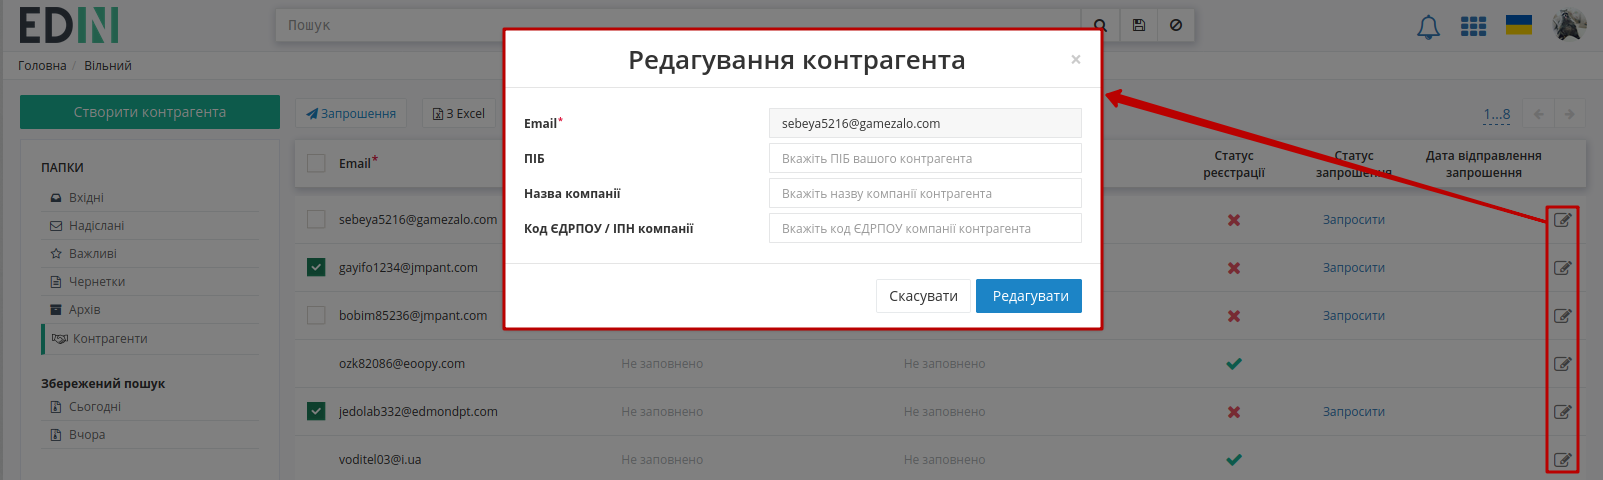 EDIN
Пошук
Головна / Вільний
Створити контрагента
Запрошення
З Excel
1...8
ПАПКИ
Вхідні
Надіслані
Важливі
Чернетки
Архів
Контрагенти
Збережений пошук
Сьогодні
Вчора
Email*
Статус реєстрації
Статус запрошення
Дата відправлення запрошення
sebeya5216@gamezalo.com
Запросити
gayifo1234@jmpant.com
Запросити
bobim85236@jmpant.com
Запросити
ozk82086@eoopy.com Не заповнено Не заповнено
jedolab332@edmondpt.com
Запросити
voditel03@i.ua Не заповнено Не заповнено
Редагування контрагента
×
Email* sebeya5216@gamezalo.com
ПІБ Вкажіть ПІБ вашого контрагента
Назва компанії Вкажіть назву компанії контрагента
Код ЄДРПОУ / ІПН компанії Вкажіть код ЄДРПОУ компанії контрагента
Скасувати Редагувати